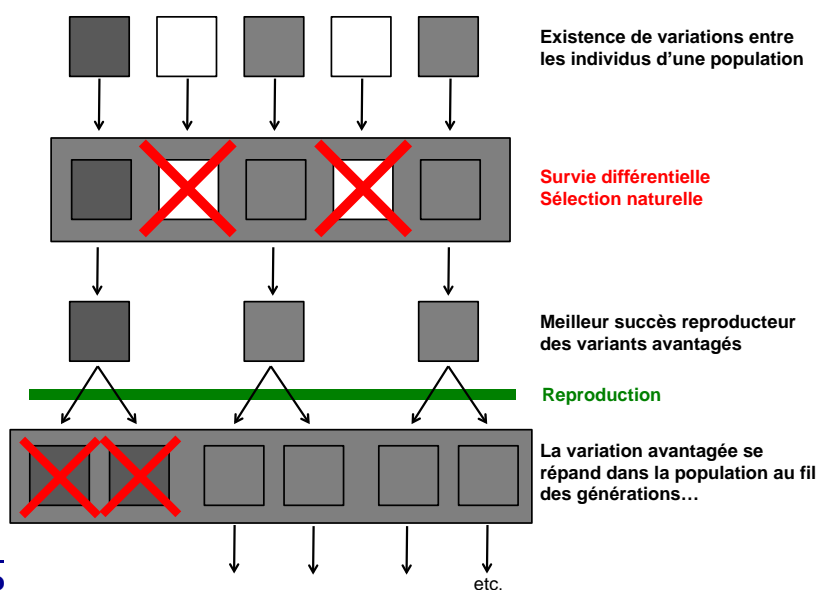 Existence de variations entre
les individus d'une population
Survie différentielle
Sélection naturelle
Meilleur succès reproducteur
des variants avantagés
Reproduction
La variation avantagée se
répand dans la population au fil
des générations…
etc.